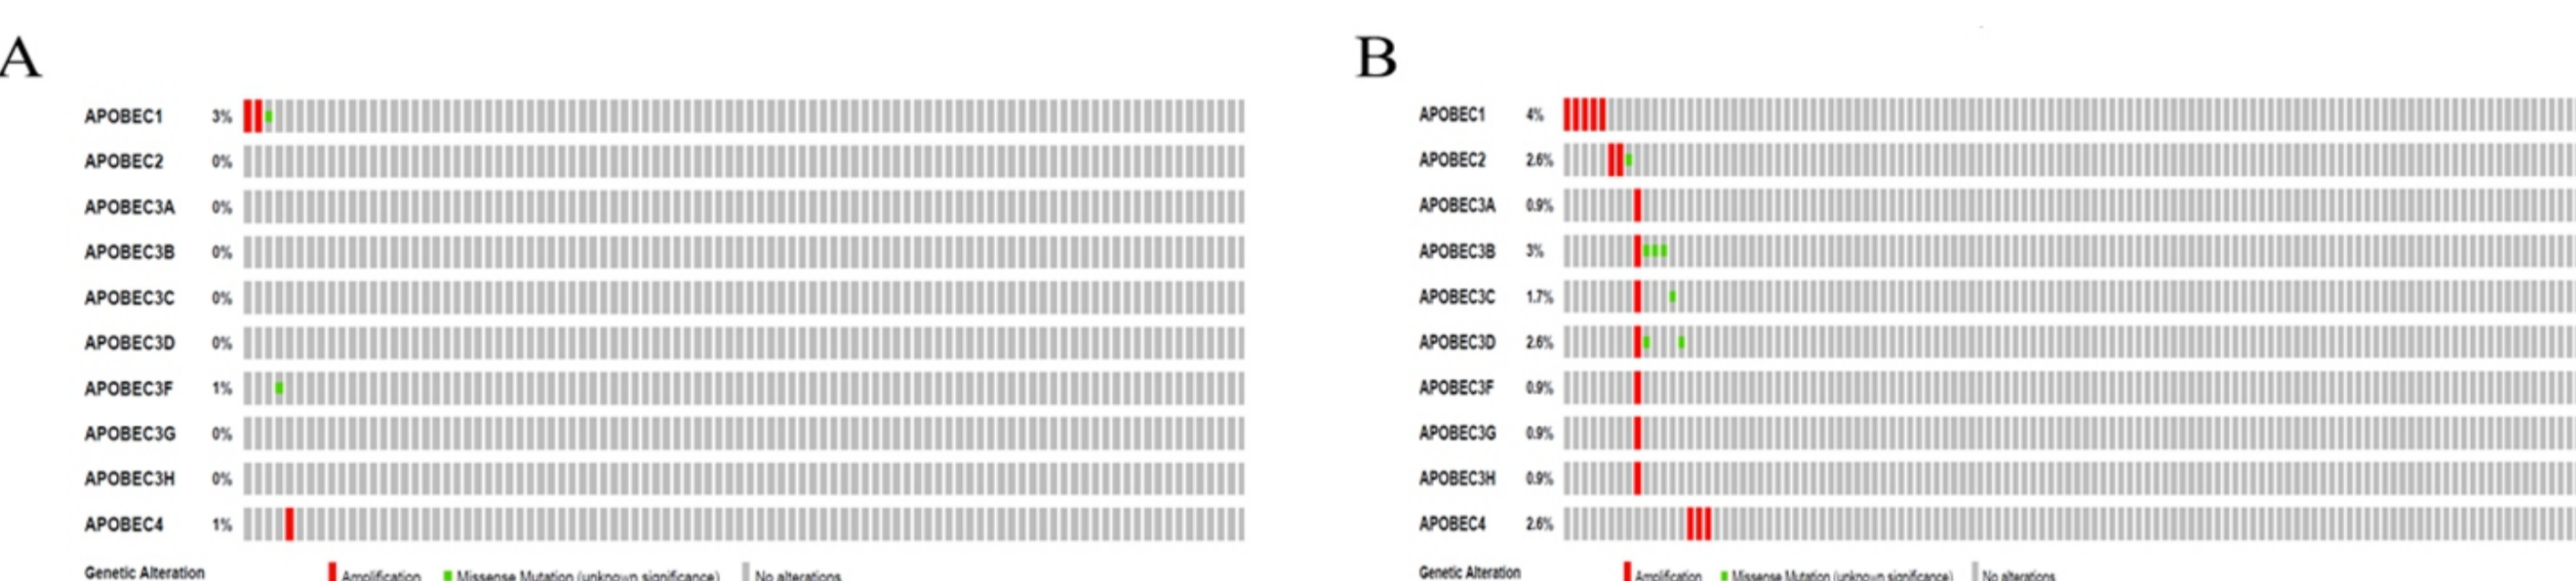 A
APOBEC1 3%
APOBEC2 0%
APOBEC3A 0%
APOBEC3B 0%
APOBEC3C 0%
APOBEC3D 0%
APOBEC3F 1%
APOBEC3G 0%
APOBEC3H 0%
APOBEC4 1%
Genetic Alteration Amplification Missense Mutation (unknown significance) No alterations
B
APOBEC1 4%
APOBEC2 2.6%
APOBEC3A 0.9%
APOBEC3B 3%
APOBEC3C 1.7%
APOBEC3D 2.6%
APOBEC3F 0.9%
APOBEC3G 0.9%
APOBEC3H 0.9%
APOBEC4 2.6%
Genetic Alteration Amplification Missense Mutation (unknown significance) No alterations